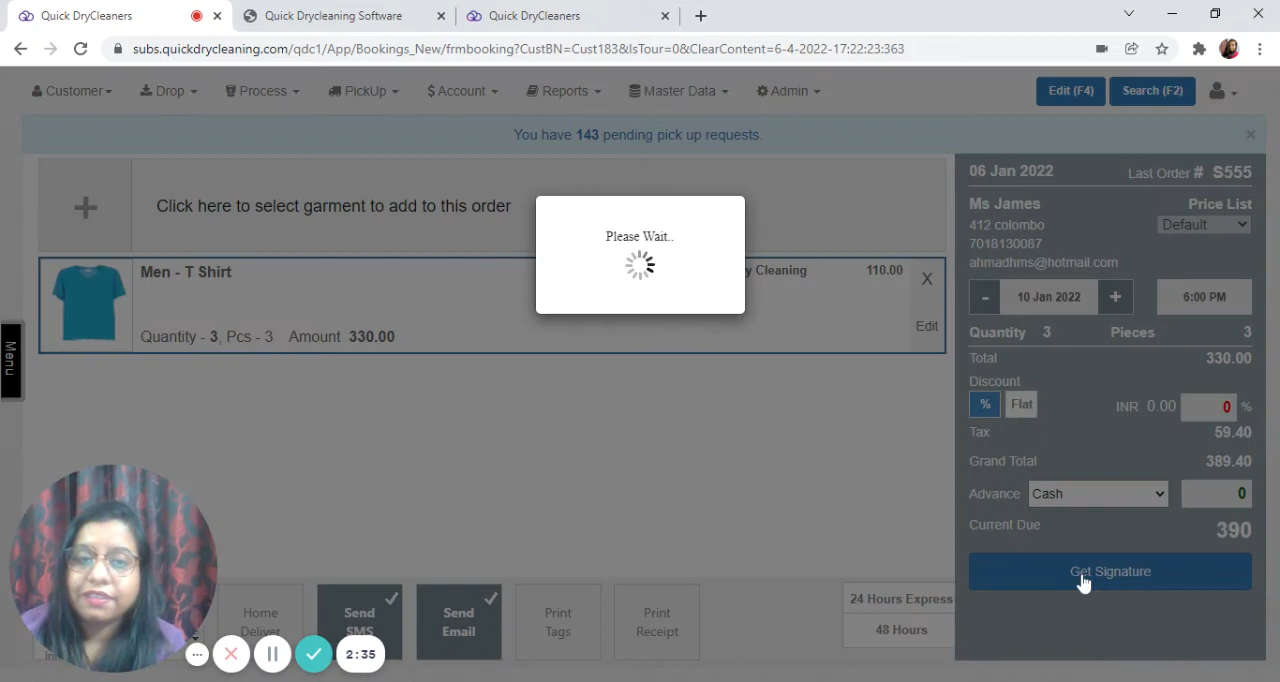 Quick DryCleaners
Quick Drycleaning Software
Quick DryCleaners
subs.quickdrycleaning.com/qdc1/App/Bookings_New/frmbooking?CustBN=Cust183&IsTour=0&ClearContent=6-4-2022-17:22:23:363
Customer
Drop
Process
PickUp
$ Account
Reports
Master Data
Admin
Edit (F4)
Search (F2)
You have 143 pending pick up requests.
Click here to select garment to add to this order
Please Wait..
Men - T Shirt
y Cleaning
110.00
X
Quantity - 3, Pcs - 3 Amount 330.00
Edit
Menu
06 Jan 2022
Last Order # S555
Ms James
Price List
412 colombo
Default
7018130087
ahmadhms@hotmail.com
- 10 Jan 2022 +
6:00 PM
Quantity 3 Pieces 3
Total 330.00
Discount
% Flat INR 0.00 0 %
Tax 59.40
Grand Total 389.40
Advance Cash 0
Current Due 390
Get Signature
Home
Send SMS
Send Email
Print Tags
Print Receipt
24 Hours Express
48 Hours
2:35